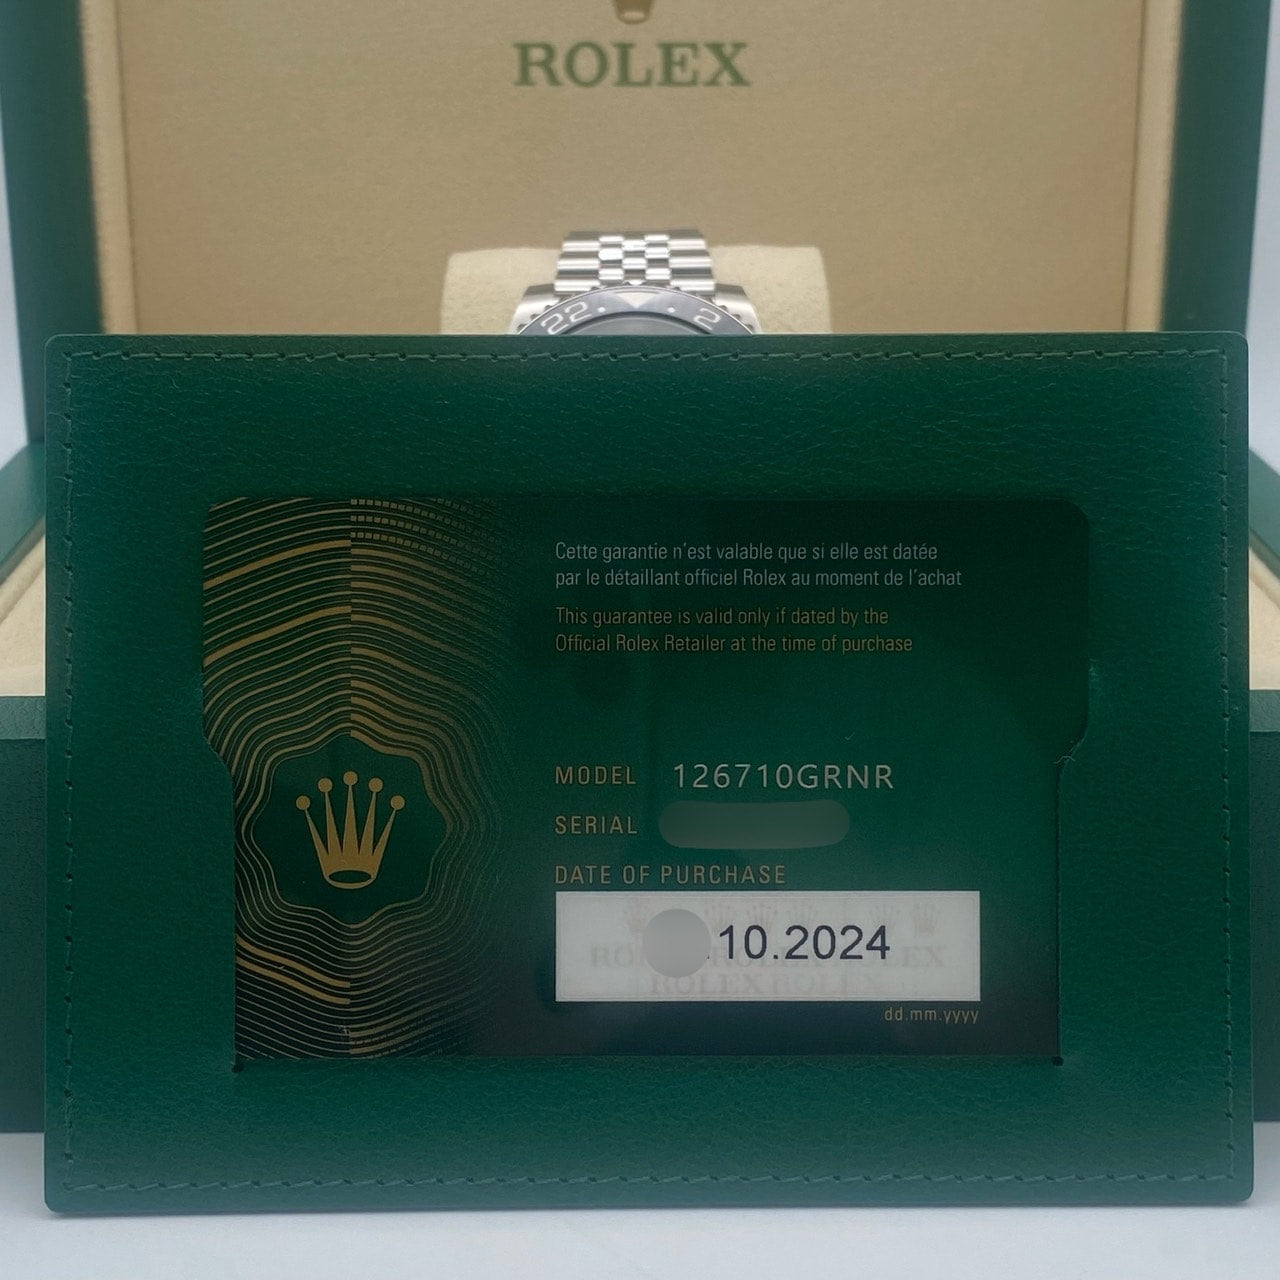 ROLEX
22
2
Cette garantie n'est valable que si elle est datée
par le détaillant officiel Rolex au moment de l'achat
This guarantee is valid only if dated by the
Official Rolex Retailer at the time of purchase
MODEL 126710GRNR
SERIAL
DATE OF PURCHASE
.10.2024
ROLEX ROLEX
dd.mm.yyyy